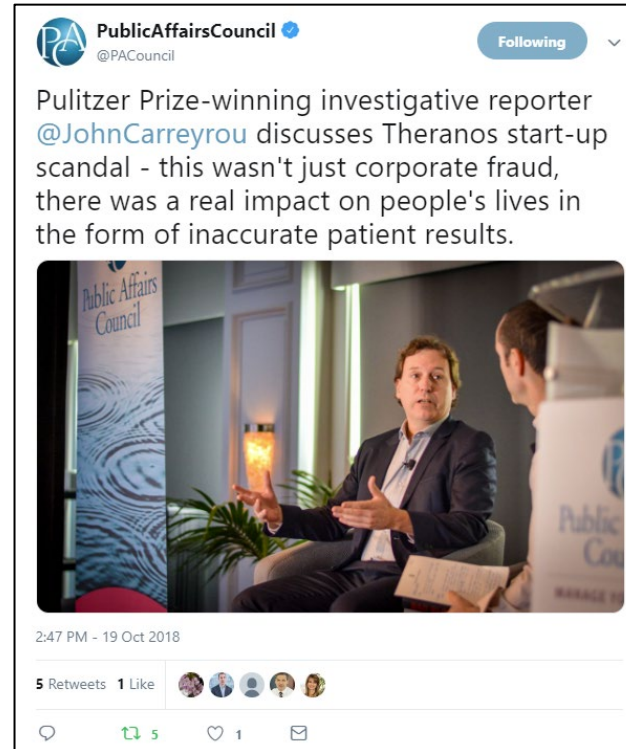 PublicAffairsCouncil
@PACouncil
Following
Pulitzer Prize-winning investigative reporter
@JohnCarreyrou discusses Theranos start-up
scandal - this wasn't just corporate fraud,
there was a real impact on people's lives in
the form of inaccurate patient results.
Public Affairs
Council
Public
Cou
MANAGE YO
2:47 PM - 19 Oct 2018
5 Retweets 1 Like
5 1